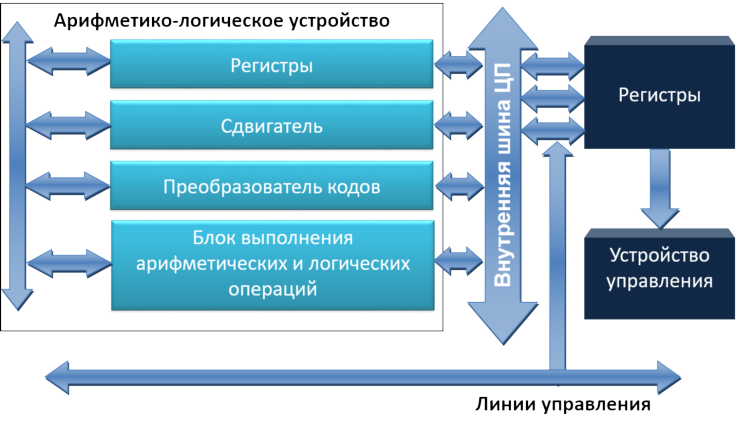 Арифметико-логическое устройство
Регистры
Сдвигатель
Преобразователь кодов
Блок выполнения
арифметических и логических
операций
Внутренняя шина ЦП
Регистры
Устройство
управления
Линии управления